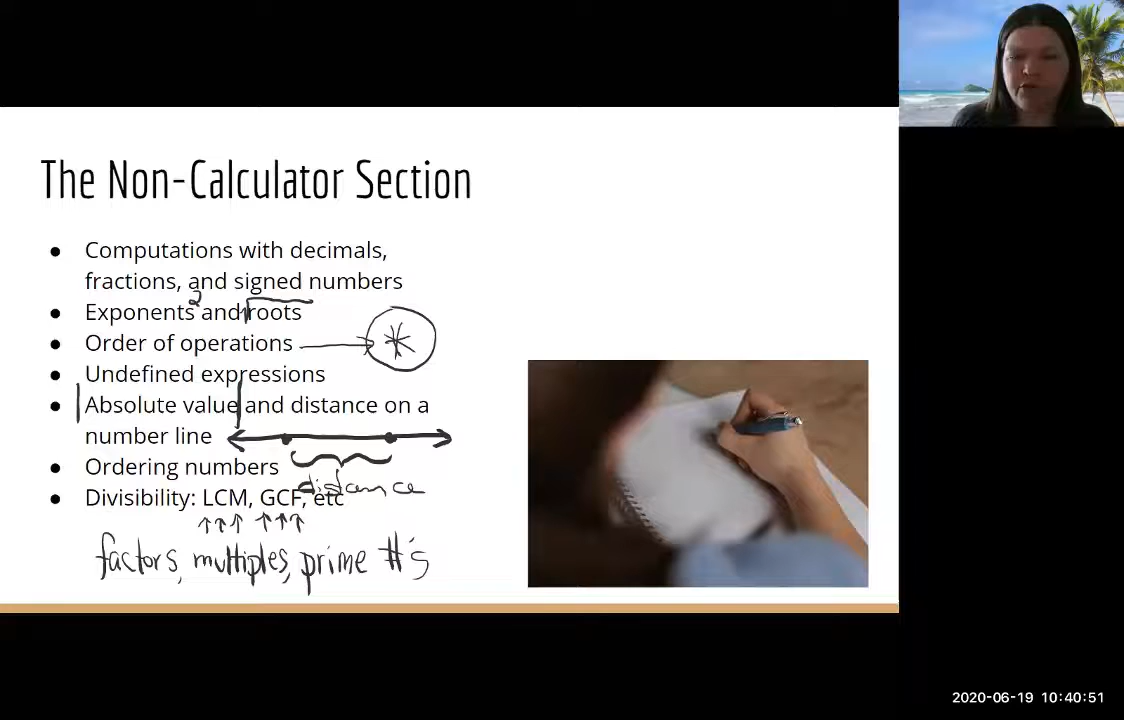 The Non-Calculator Section
● Computations with decimals,
fractions, and signed numbers
● Exponents² and √roots
● Order of operations → *
● Undefined expressions
● |Absolute value| and distance on a
number line
● Ordering numbers
distance
● Divisibility: LCM, GCF, etc
↑↑↑ ↑↑↑
factors, multiples, prime #'s
2020-06-19 10:40:51